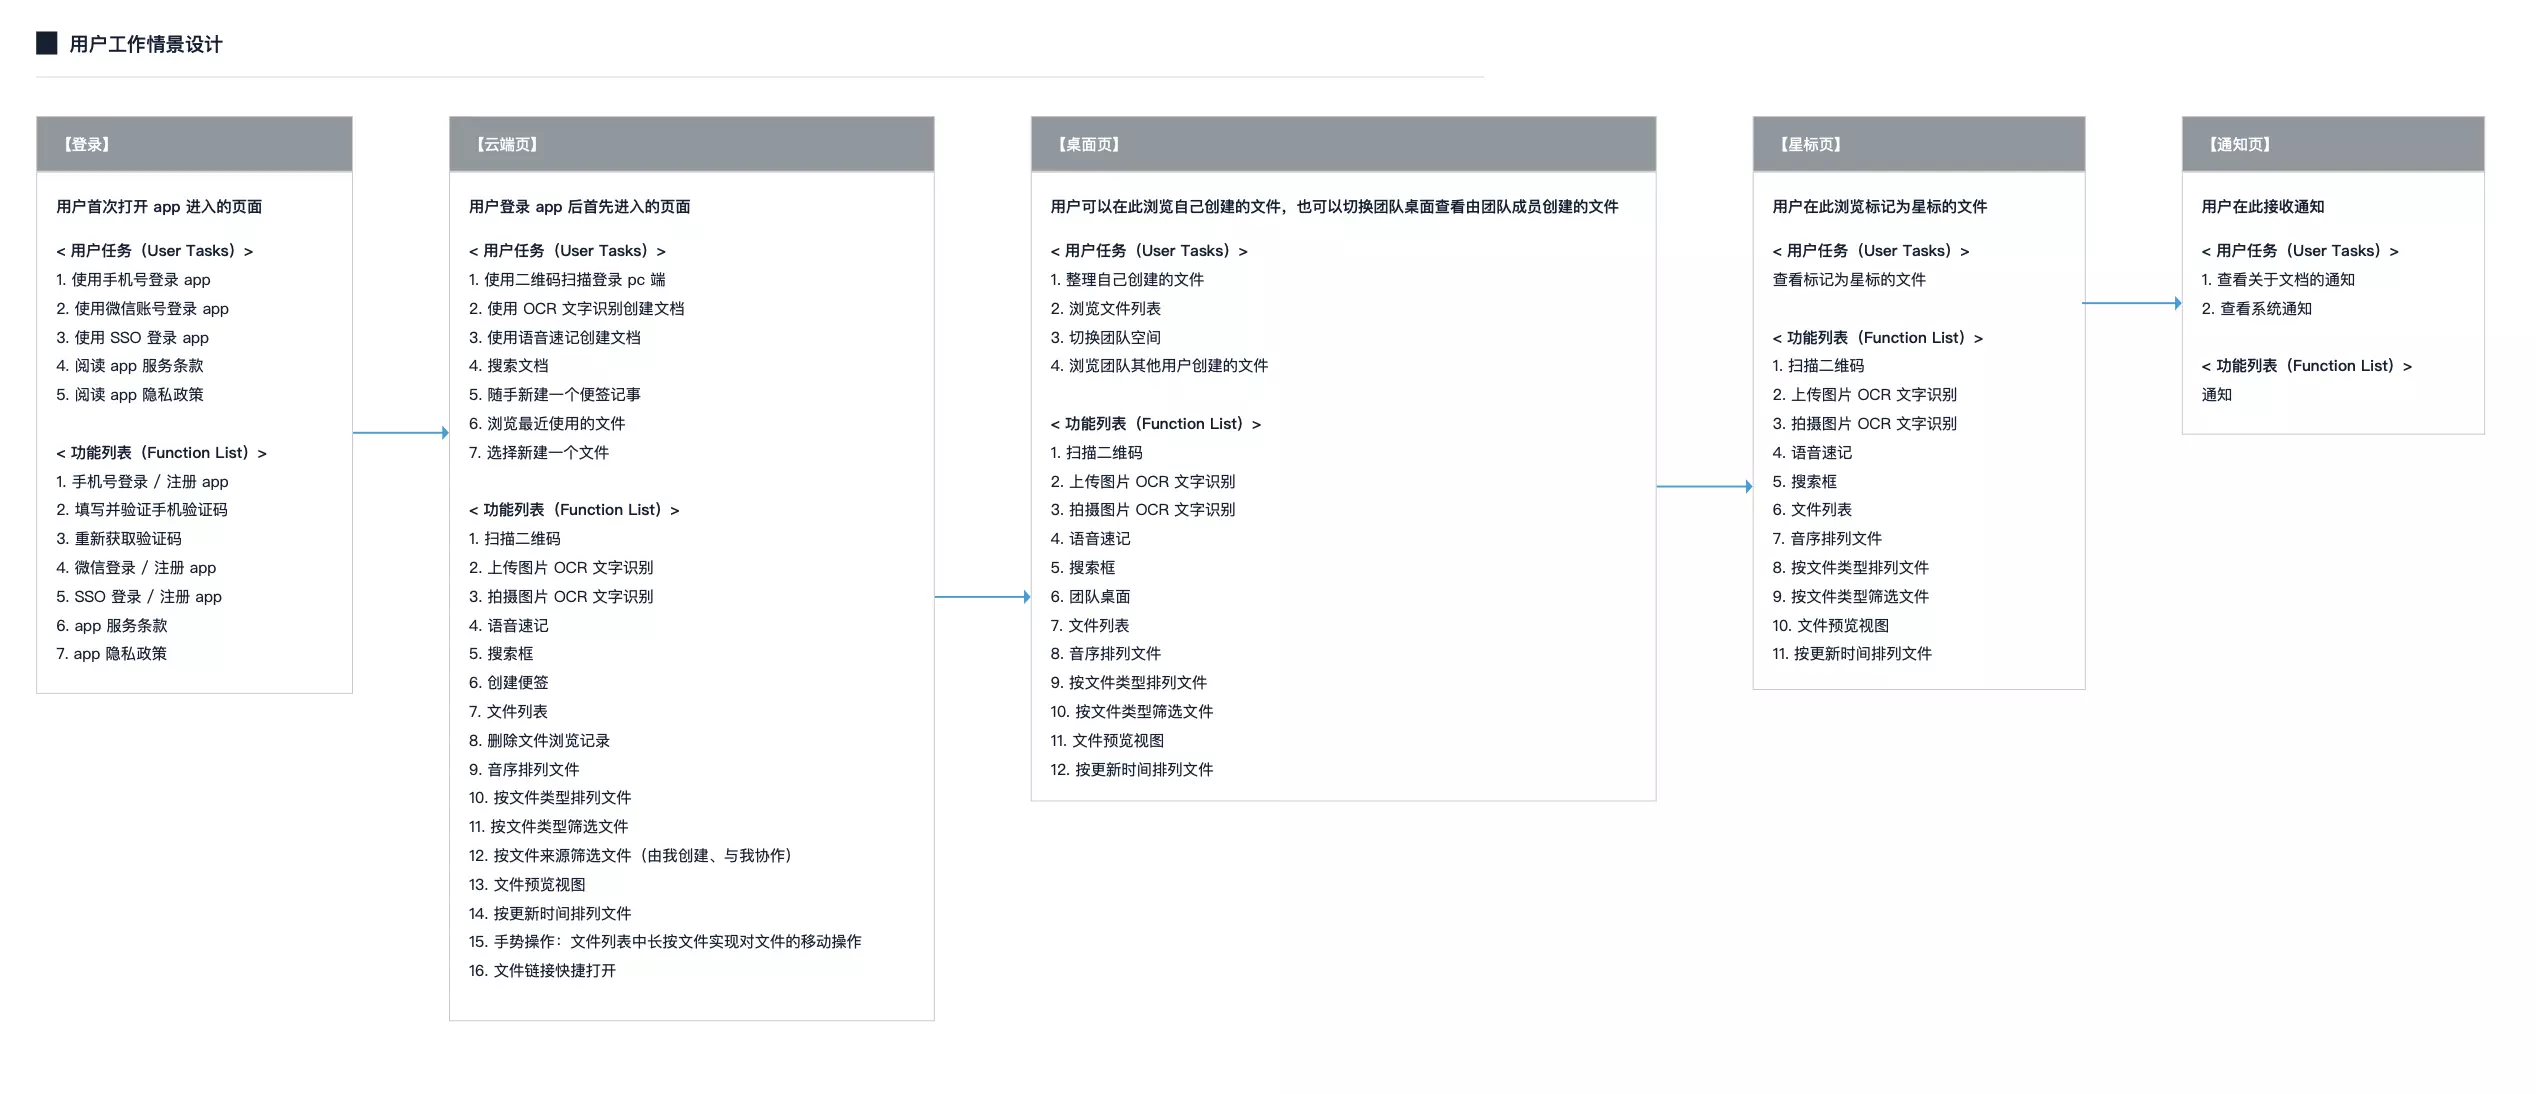 用户工作情景设计
【登录】
用户首次打开 app 进入的页面
< 用户任务（User Tasks）>
1. 使用手机号登录 app
2. 使用微信账号登录 app
3. 使用 SSO 登录 app
4. 阅读 app 服务条款
5. 阅读 app 隐私政策
< 功能列表（Function List）>
1. 手机号登录 / 注册 app
2. 填写并验证手机验证码
3. 重新获取验证码
4. 微信登录 / 注册 app
5. SSO 登录 / 注册 app
6. app 服务条款
7. app 隐私政策
【云端页】
用户登录 app 后首先进入的页面
< 用户任务（User Tasks）>
1. 使用二维码扫描登录 pc 端
2. 使用 OCR 文字识别创建文档
3. 使用语音速记创建文档
4. 搜索文档
5. 随手新建一个便签记事
6. 浏览最近使用的文件
7. 选择新建一个文件
< 功能列表（Function List）>
1. 扫描二维码
2. 上传图片 OCR 文字识别
3. 拍摄图片 OCR 文字识别
4. 语音速记
5. 搜索框
6. 创建便签
7. 文件列表
8. 删除文件浏览记录
9. 音序排列文件
10. 按文件类型排列文件
11. 按文件类型筛选文件
12. 按文件来源筛选文件（由我创建、与我协作）
13. 文件预览视图
14. 按更新时间排列文件
15. 手势操作：文件列表中长按文件实现对文件的移动操作
16. 文件链接快捷打开
【桌面页】
用户可以在此浏览自己创建的文件，也可以切换团队桌面查看由团队成员创建的文件
< 用户任务（User Tasks）>
1. 整理自己创建的文件
2. 浏览文件列表
3. 切换团队空间
4. 浏览团队其他用户创建的文件
< 功能列表（Function List）>
1. 扫描二维码
2. 上传图片 OCR 文字识别
3. 拍摄图片 OCR 文字识别
4. 语音速记
5. 搜索框
6. 团队桌面
7. 文件列表
8. 音序排列文件
9. 按文件类型排列文件
10. 按文件类型筛选文件
11. 文件预览视图
12. 按更新时间排列文件
【星标页】
用户在此浏览标记为星标的文件
< 用户任务（User Tasks）>
查看标记为星标的文件
< 功能列表（Function List）>
1. 扫描二维码
2. 上传图片 OCR 文字识别
3. 拍摄图片 OCR 文字识别
4. 语音速记
5. 搜索框
6. 文件列表
7. 音序排列文件
8. 按文件类型排列文件
9. 按文件类型筛选文件
10. 文件预览视图
11. 按更新时间排列文件
【通知页】
用户在此接收通知
< 用户任务（User Tasks）>
1. 查看关于文档的通知
2. 查看系统通知
< 功能列表（Function List）>
通知